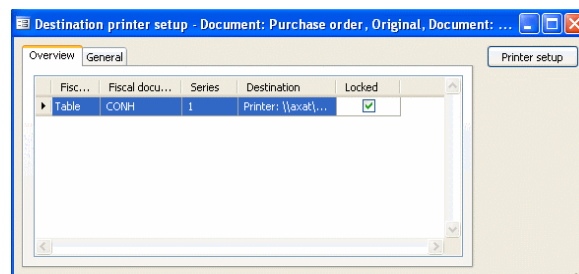 Destination printer setup - Document: Purchase order, Original, Document: ...
Overview General Printer setup
Fisc... Fiscal docu... Series Destination Locked
Table CONH 1 Printer: \\axat\...